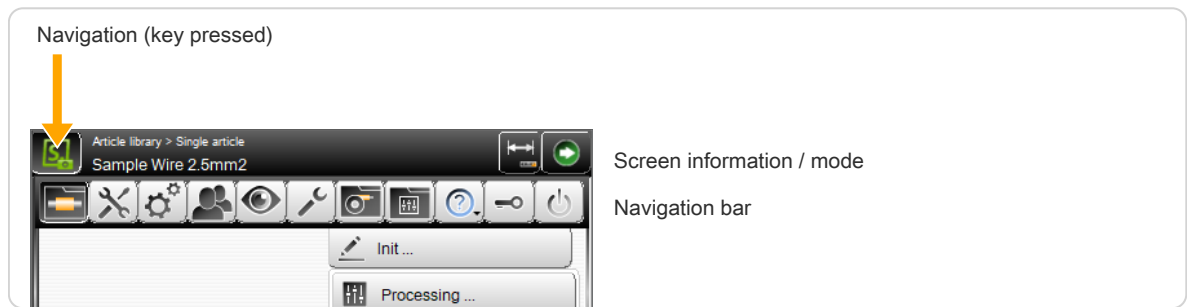 Navigation (key pressed)
Article library > Single article
Sample Wire 2.5mm2
Screen information / mode
Navigation bar
Init ...
Processing ...